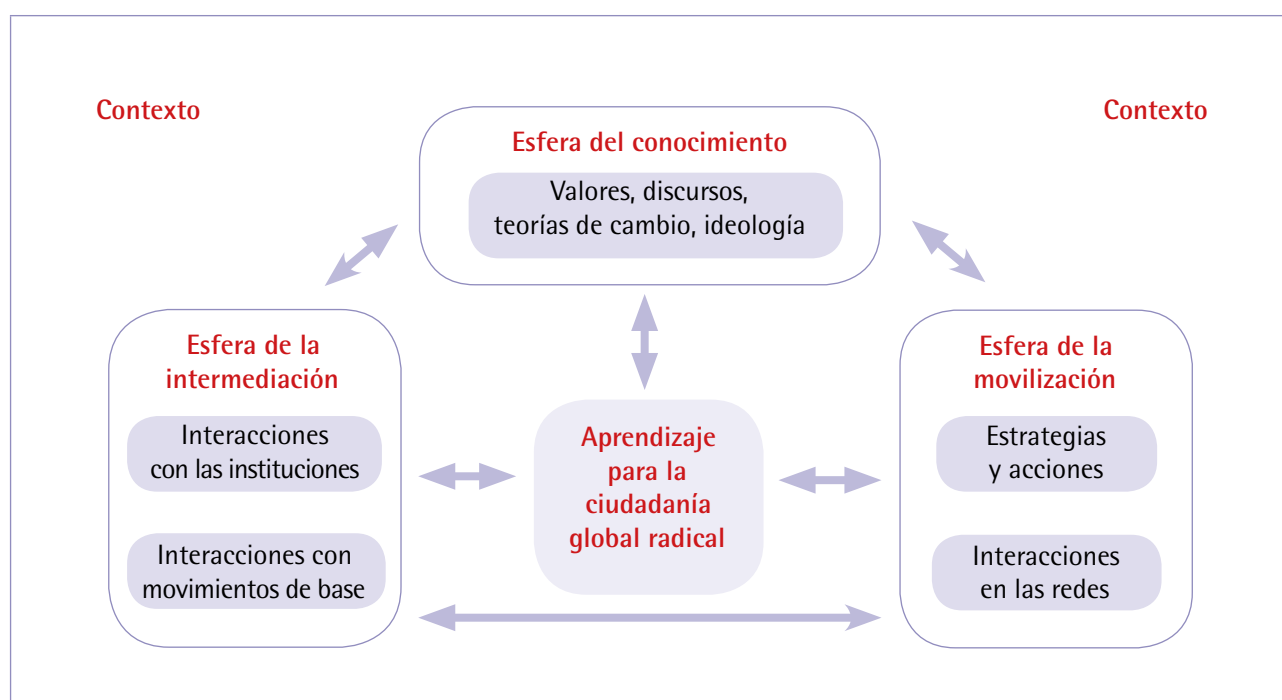 Contexto
Contexto
Esfera del conocimiento
Valores, discursos,
teorías de cambio, ideología
Esfera de la
intermediación
Interacciones
con las instituciones
Interacciones con
movimientos de base
Aprendizaje
para la
ciudadanía
global radical
Esfera de la
movilización
Estrategias
y acciones
Interacciones
en las redes